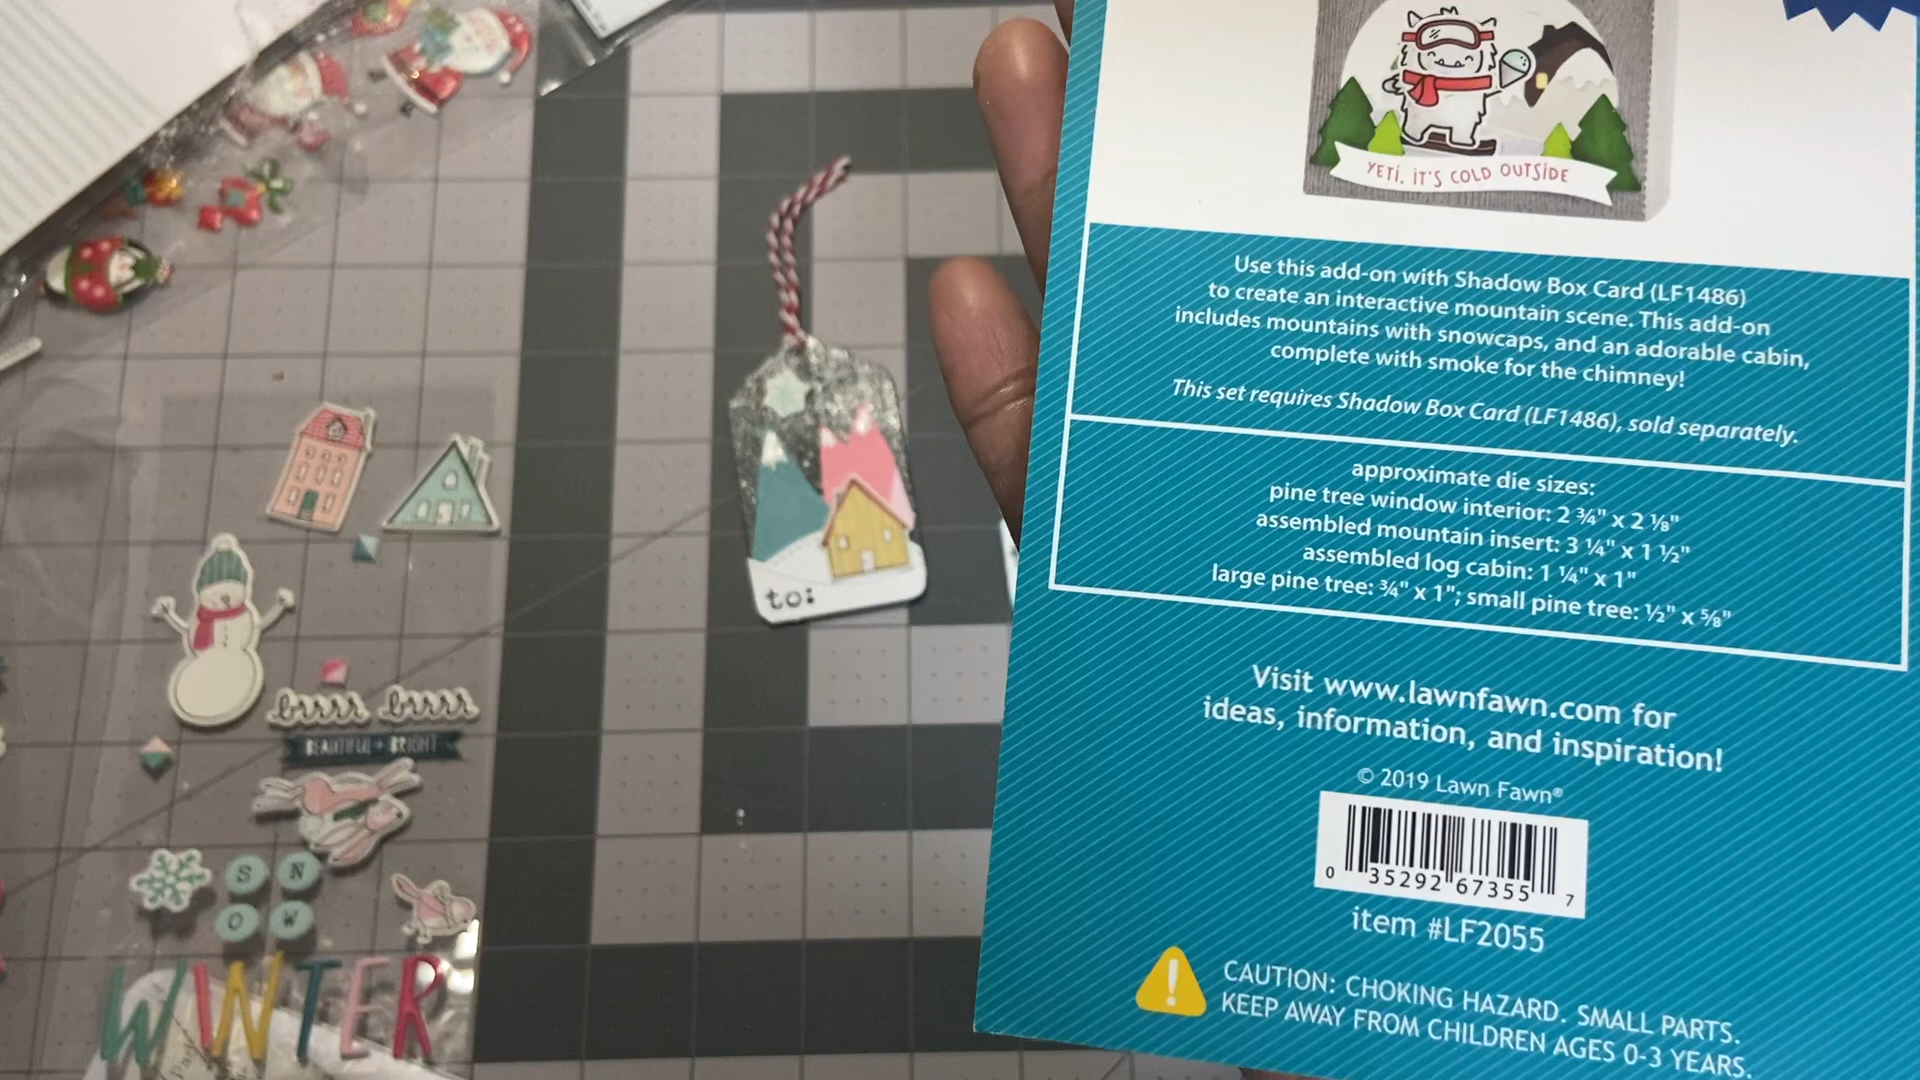 YETI, IT'S COLD OUTSIDE
Use this add-on with Shadow Box Card (LF1486)
to create an interactive mountain scene. This add-on
includes mountains with snowcaps, and an adorable cabin,
complete with smoke for the chimney!
This set requires Shadow Box Card (LF1486), sold separately.
approximate die sizes:
pine tree window interior: 2 ¾" x 2 ⅛"
assembled mountain insert: 3 ¼" x 1 ½"
assembled log cabin: 1 ¼" x 1"
large pine tree: ¾" x 1"; small pine tree: ½" x ⅝"
Visit www.lawnfawn.com for
ideas, information, and inspiration!
© 2019 Lawn Fawn®
0 35292 67355 7
item #LF2055
CAUTION: CHOKING HAZARD. SMALL PARTS.
KEEP AWAY FROM CHILDREN AGES 0-3 YEARS.
to:
brrrr brrrr
BEAUTIFUL + BRIGHT
S N
O W
WINTER